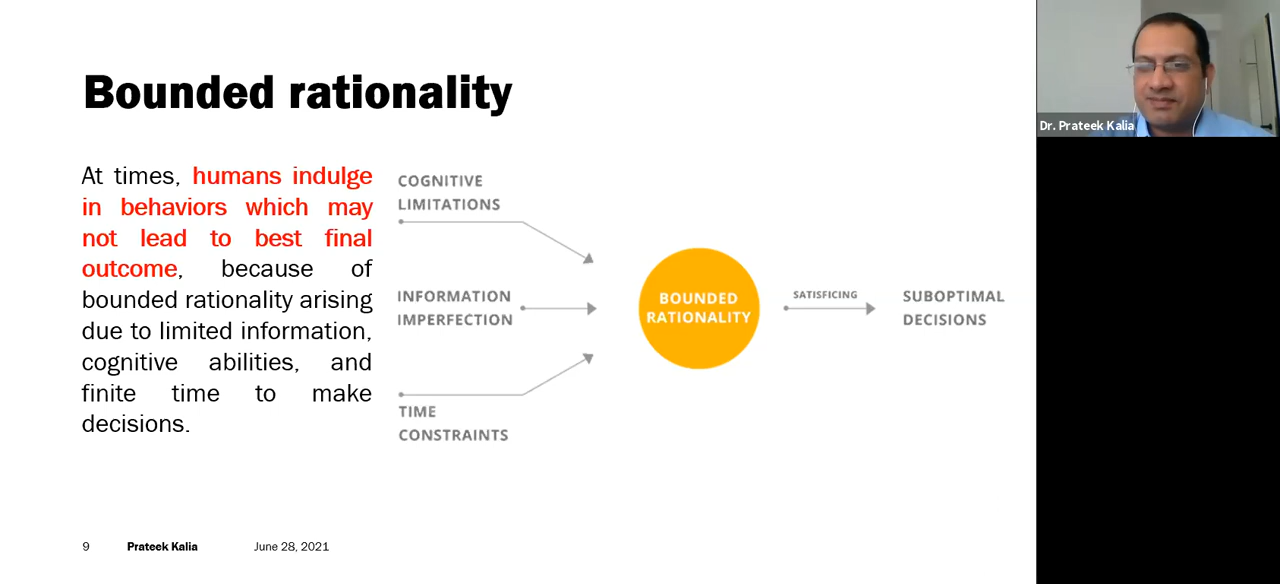 Bounded rationality
At times, humans indulge
in behaviors which may
not lead to best final
outcome, because of
bounded rationality arising
due to limited information,
cognitive abilities, and
finite time to make
decisions.
COGNITIVE
LIMITATIONS
INFORMATION
IMPERFECTION
TIME
CONSTRAINTS
BOUNDED
RATIONALITY
SATISFICING
SUBOPTIMAL
DECISIONS
9 Prateek Kalia June 28, 2021
Dr. Prateek Kalia